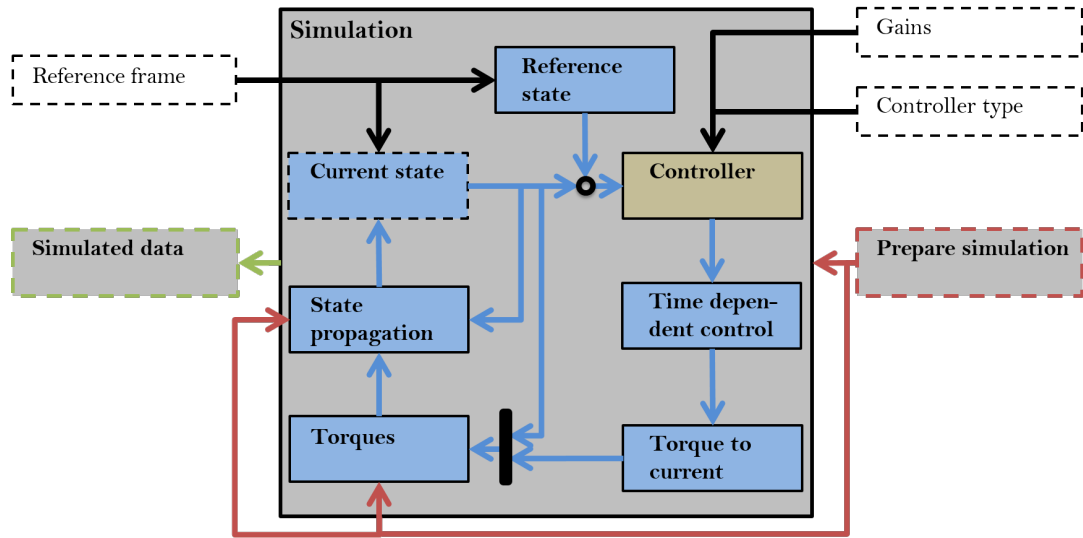 Simulation
Gains
Reference frame
Reference
state
Controller type
Current state
Controller
Simulated data
Prepare simulation
State
propagation
Time depen-
dent control
Torques
Torque to
current